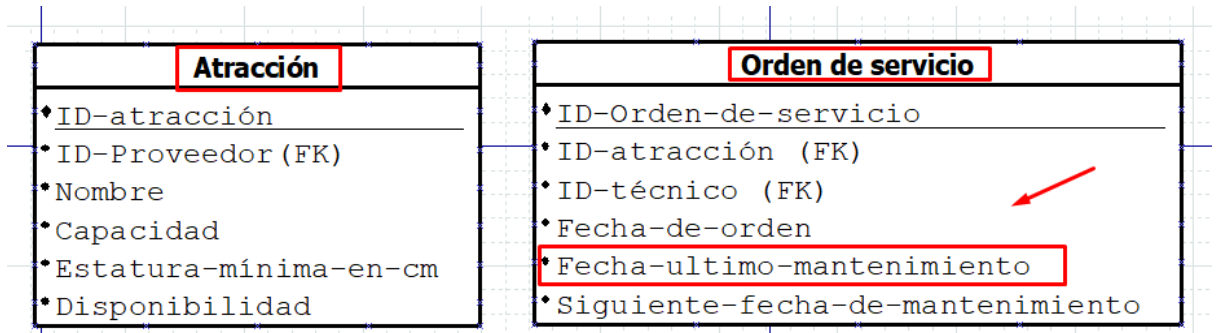 Atracción
ID-atracción
ID-Proveedor(FK)
Nombre
Capacidad
Estatura-mínima-en-cm
Disponibilidad
Orden de servicio
ID-Orden-de-servicio
ID-atracción (FK)
ID-técnico (FK)
Fecha-de-orden
Fecha-ultimo-mantenimiento
Siguiente-fecha-de-mantenimiento